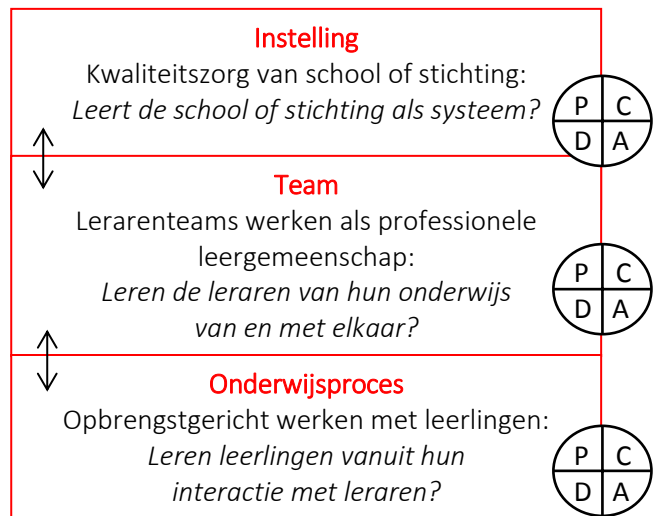 Instelling
Kwaliteitszorg van school of stichting:
Leert de school of stichting als systeem?
P C
D A
Team
Lerarenteams werken als professionele
leergemeenschap:
Leren de leraren van hun onderwijs
van en met elkaar?
P C
D A
Onderwijsproces
Opbrengstgericht werken met leerlingen:
Leren leerlingen vanuit hun
interactie met leraren?
P C
D A